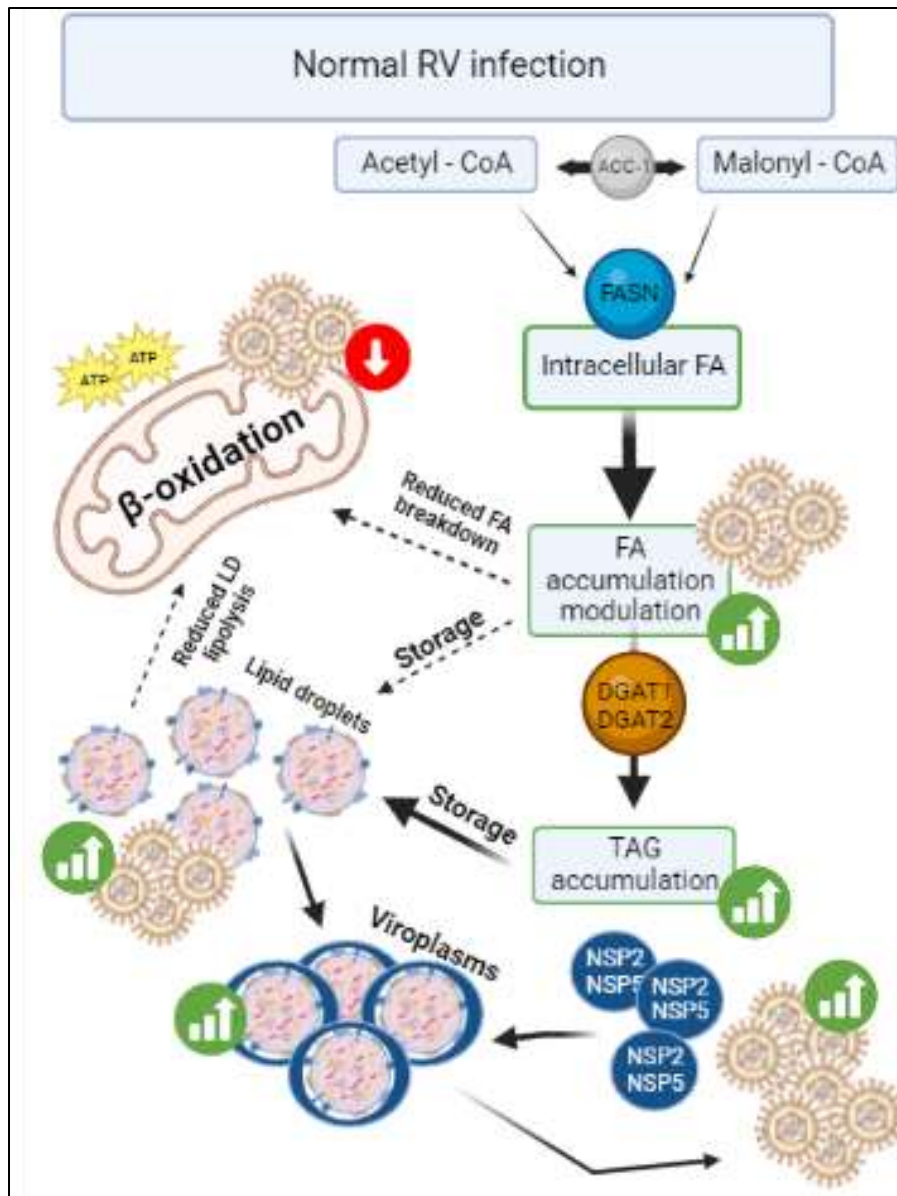 Normal RV infection
Acetyl - CoA
ACC-1
Malonyl - CoA
FASN
Intracellular FA
ATP
ATP
β-oxidation
Reduced FA
breakdown
FA
accumulation
modulation
Reduced LD
lipolysis
Storage
Lipid droplets
DGAT1
DGAT2
Storage
TAG
accumulation
Viroplasms
NSP2
NSP5
NSP2
NSP5
NSP2
NSP5